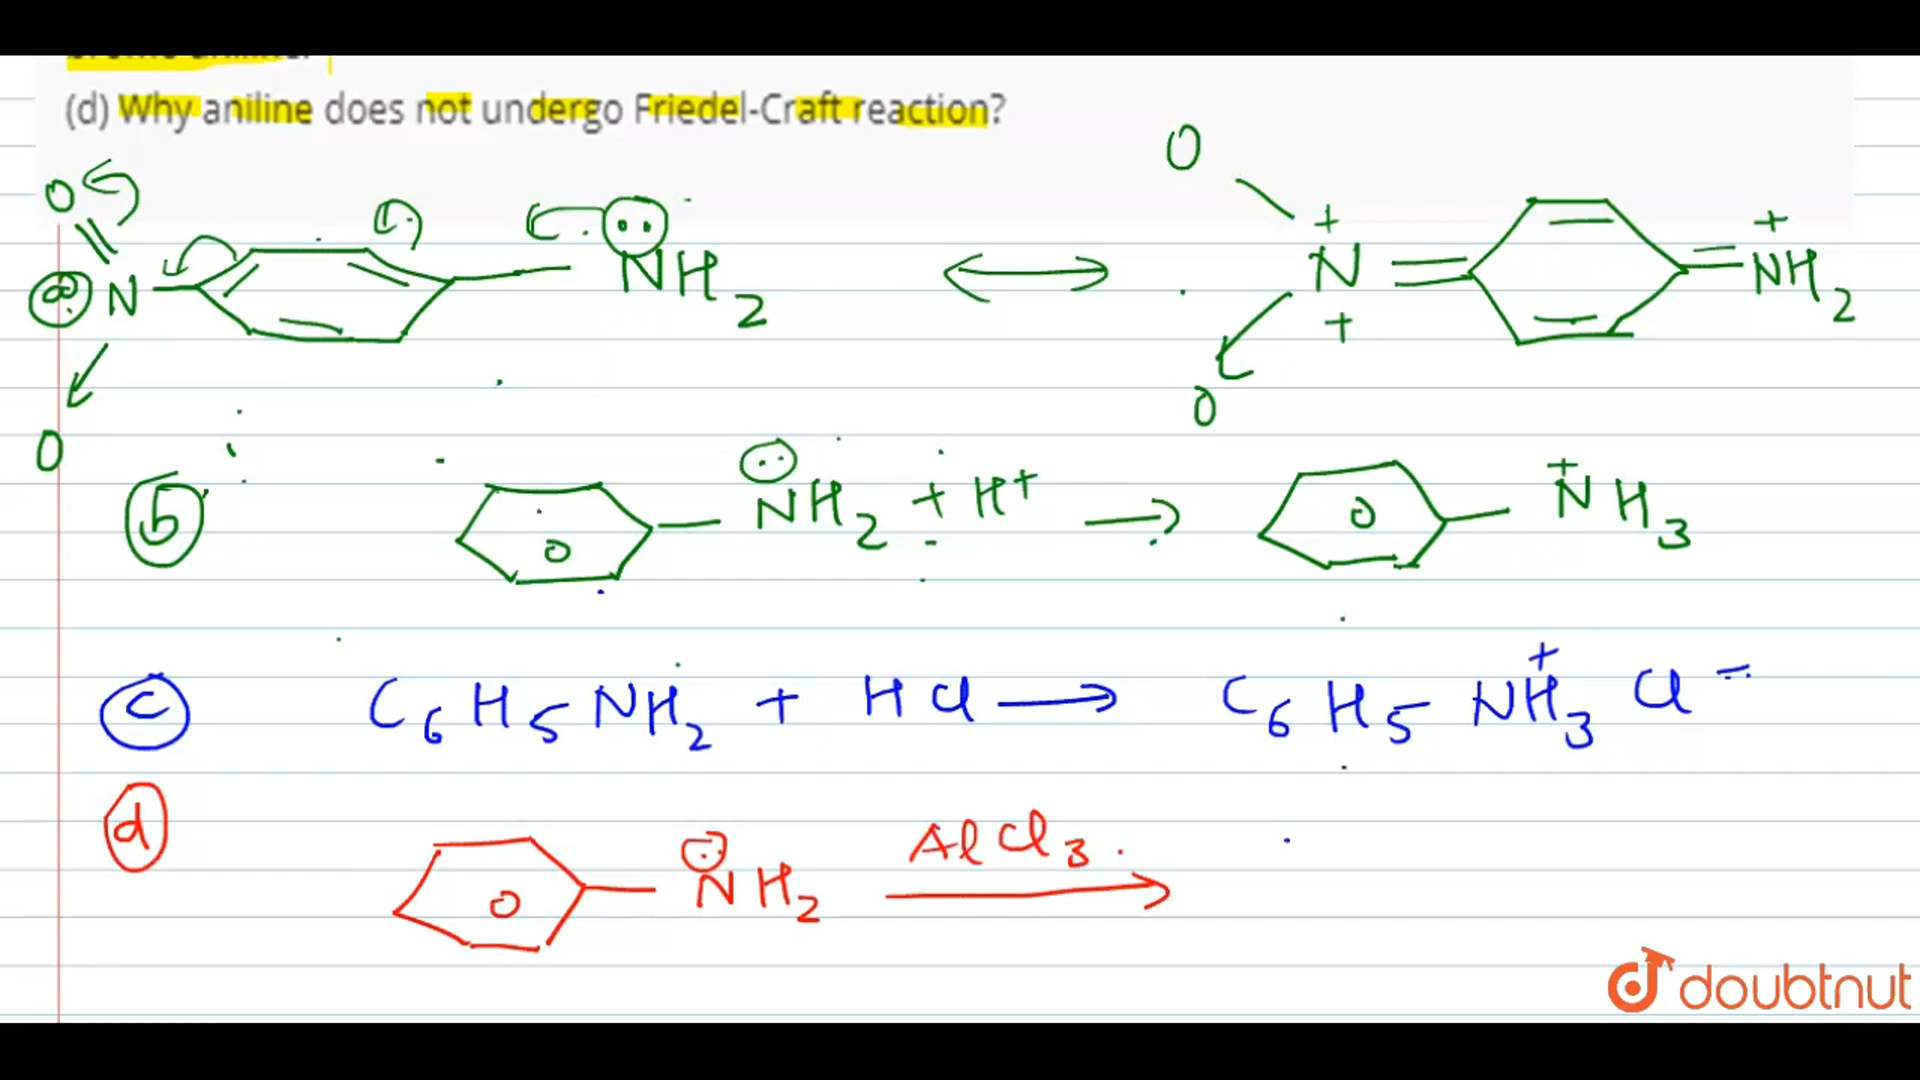 (d) Why aniline does not undergo Friedel-Craft reaction?
O O
(a) N NH2 ⟷ N + + NH2 +
O O
(b) NH2 + H+ → NH3 +
(c) C6H5NH2 + HCl → C6H5NH3+ Cl-
(d) NH2 AlCl3 →
doubtnut